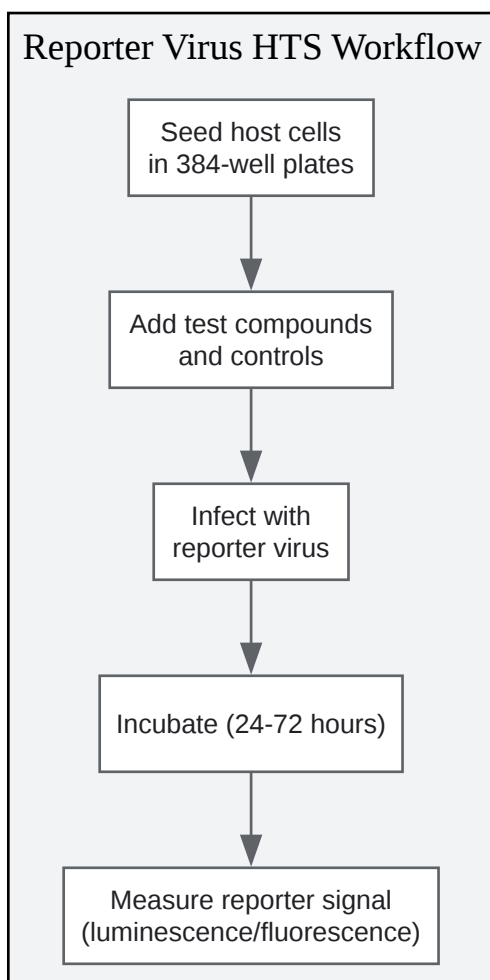 Reporter Virus HTS Workflow
Seed host cells
in 384-well plates
Add test compounds
and controls
Infect with
reporter virus
Incubate (24-72 hours)
Measure reporter signal
(luminescence/fluorescence)